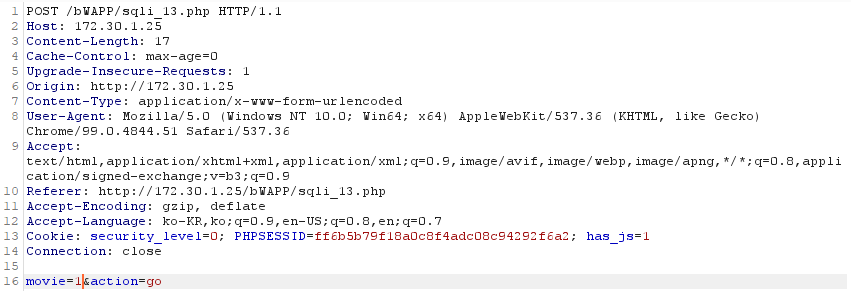 1 POST /bWAPP/sqli_13.php HTTP/1.1
2 Host: 172.30.1.25
3 Content-Length: 17
4 Cache-Control: max-age=0
5 Upgrade-Insecure-Requests: 1
6 Origin: http://172.30.1.25
7 Content-Type: application/x-www-form-urlencoded
8 User-Agent: Mozilla/5.0 (Windows NT 10.0; Win64; x64) AppleWebKit/537.36 (KHTML, like Gecko)
Chrome/99.0.4844.51 Safari/537.36
9 Accept:
text/html,application/xhtml+xml,application/xml;q=0.9,image/avif,image/webp,image/apng,*/*;q=0.8,appli
cation/signed-exchange;v=b3;q=0.9
10 Referer: http://172.30.1.25/bWAPP/sqli_13.php
11 Accept-Encoding: gzip, deflate
12 Accept-Language: ko-KR,ko;q=0.9,en-US;q=0.8,en;q=0.7
13 Cookie: security_level=0; PHPSESSID=ff6b5b79f18a0c8f4adc08c94292f6a2; has_js=1
14 Connection: close
15
16 movie=1&action=go